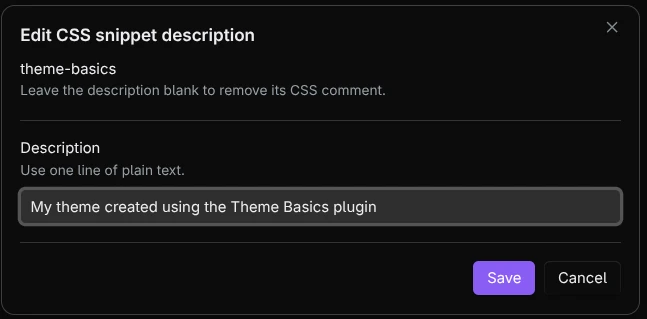 Edit CSS snippet description
theme-basics
Leave the description blank to remove its CSS comment.
Description
Use one line of plain text.
My theme created using the Theme Basics plugin
Save Cancel